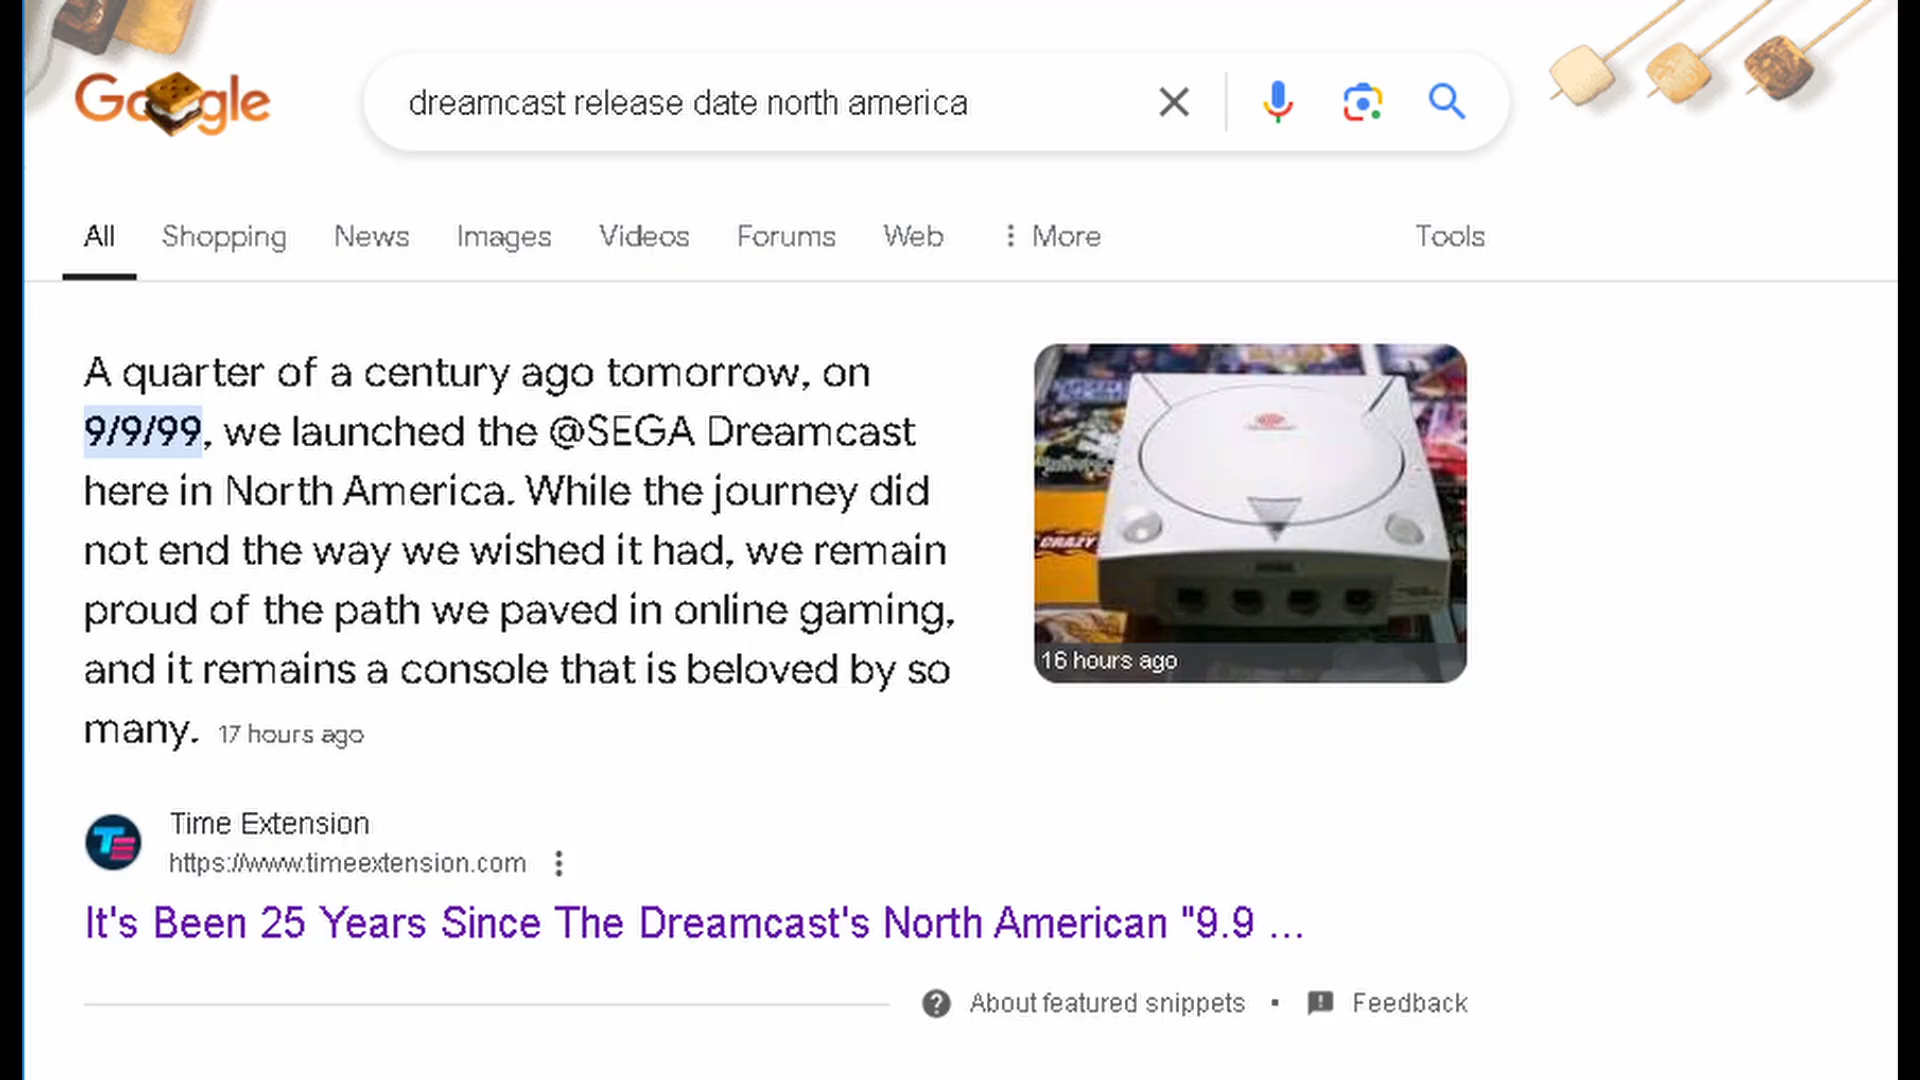 Google
dreamcast release date north america
All Shopping News Images Videos Forums Web More Tools
A quarter of a century ago tomorrow, on
9/9/99, we launched the @SEGA Dreamcast
here in North America. While the journey did
not end the way we wished it had, we remain
proud of the path we paved in online gaming,
and it remains a console that is beloved by so
many. 17 hours ago
CRAZY
16 hours ago
TE
Time Extension
https://www.timeextension.com
It's Been 25 Years Since The Dreamcast's North American "9.9 ...
About featured snippets ▪ Feedback